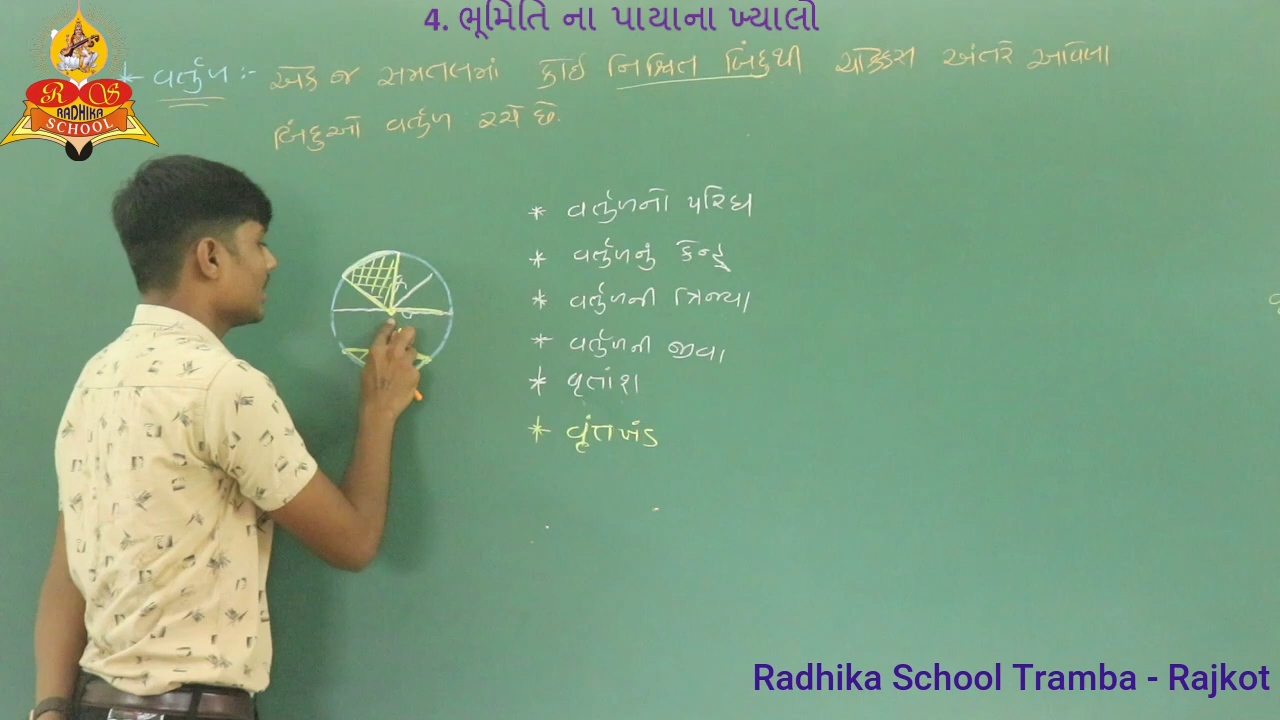 4. ભૂમિતિ ના પાયાના ખ્યાલો
R S
RADHIKA
SCHOOL
* વર્તુળ :- એક જ સમતલમાં કોઈ નિશ્ચિત બિંદુથી ચોક્કસ અંતરે આવેલા
બિંદુઓ વર્તુળ રચે છે.
* વર્તુળનો પરિઘ
* વર્તુળનું કેન્દ્ર
* વર્તુળની ત્રિજ્યા
* વર્તુળની જીવા
* વૃતાંશ
* વૃંતખંડ
Radhika School Tramba - Rajkot